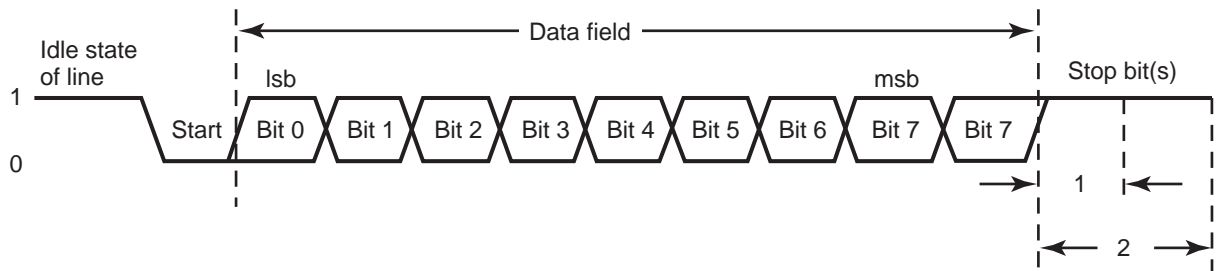 Data field
Idle state
of line
lsb
msb
Stop bit(s)
1
Start
Bit 0
Bit 1
Bit 2
Bit 3
Bit 4
Bit 5
Bit 6
Bit 7
Bit 7
0
1
2